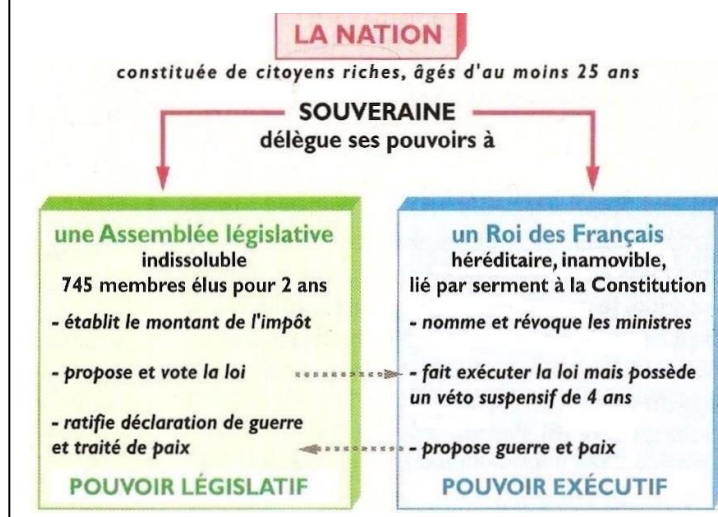 LA NATION
constituée de citoyens riches, âgés d'au moins 25 ans
SOUVERAINE
délègue ses pouvoirs à
une Assemblée législative
indissoluble
745 membres élus pour 2 ans
- établit le montant de l'impôt
- propose et vote la loi
- ratifie déclaration de guerre
et traité de paix
POUVOIR LÉGISLATIF
un Roi des Français
héréditaire, inamovible,
lié par serment à la Constitution
- nomme et révoque les ministres
- fait exécuter la loi mais possède
un véto suspensif de 4 ans
- propose guerre et paix
POUVOIR EXÉCUTIF